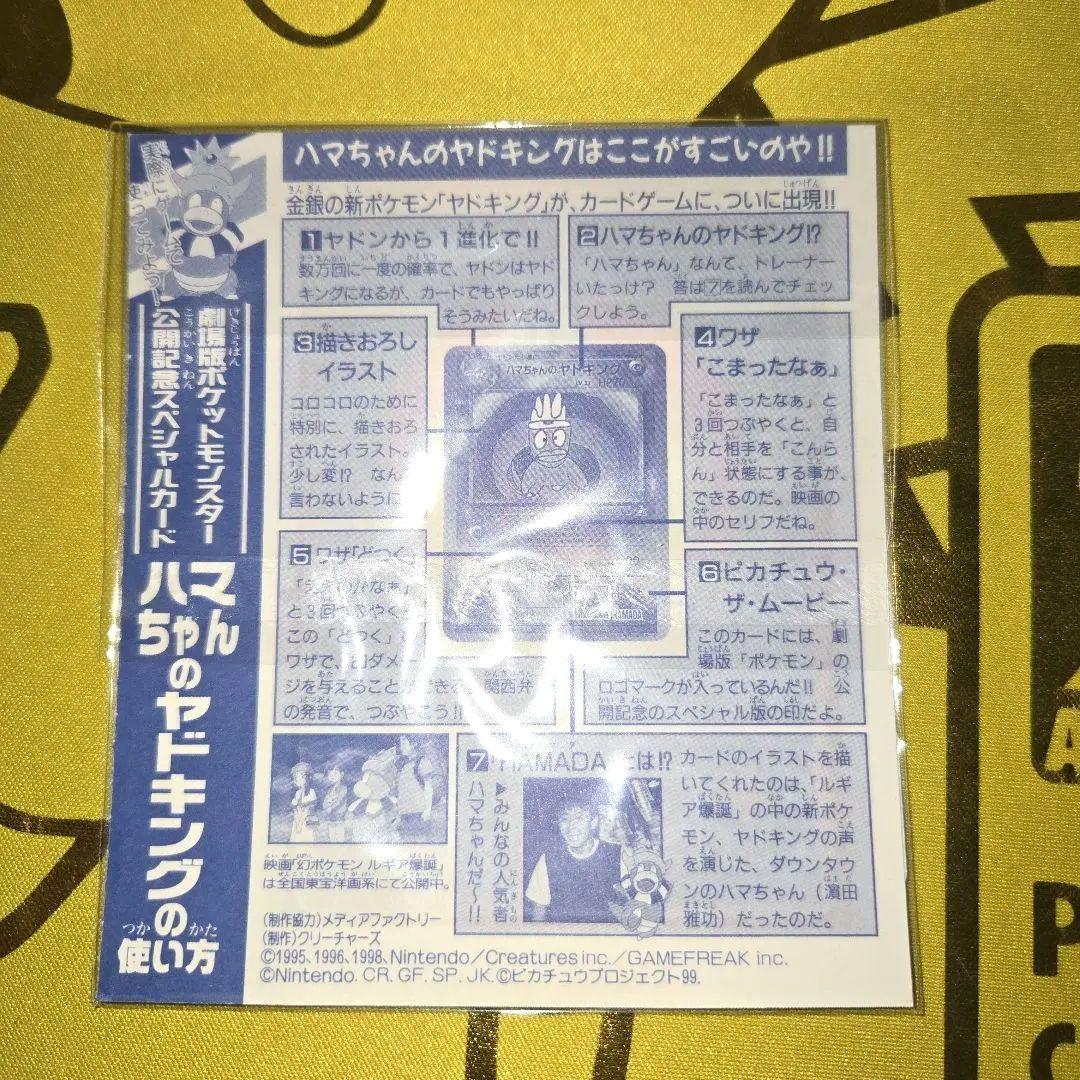 ハマちゃんのヤドキングはここがすごいのや!!
実際にゲームで
使ってみよう!
劇場版ポケットモンスター
公開記念スペシャルカード
ハマちゃんのヤドキングの使い方
金銀の新ポケモン「ヤドキング」が、カードゲームに、ついに出現!!
1 ヤドンから1進化で!!
数万回に一度の確率で、ヤドンはヤド
キングになるが、カードでもやっぱり
そうみたいだね。
2 ハマちゃんのヤドキング!?
「ハマちゃん」なんて、トレーナー
いたっけ? 答は7を読んでチェッ
クしよう。
3 描きおろし
イラスト
コロコロのために
特別に、描きおろ
されたイラスト。
少し変!? なん
言わないように
ハマちゃんのヤドキング
4 ワザ
「こまったなぁ」
「こまったなぁ」と
3回つぶやくと、自
分と相手を「こんら
ん」状態にする事が、
できるのだ。映画の
中のセリフだね。
5 ワザ「どつく」
なぁ」
と3回つぶやく
この「どつく」
ワザで、ダメー
ジを与えること
関西弁
の発音で、つぶやこう!!
6 ピカチュウ・
ザ・ムービー
このカードには、劇
場版「ポケモン」の
ロゴマークが入っているんだ!! 公
開記念のスペシャル版の印だよ。
映画「幻ポケモン ルギア爆誕」
は全国東宝洋画系にて公開中。
7 HAMADA は!?
▶みんなの人気者
ハマちゃんだ〜!!
カードのイラストを描
いてくれたのは、「ルギ
ア爆誕」の中の新ポケ
モン、ヤドキングの声
を演じた、ダウンタウ
ンのハマちゃん(濱田
雅功)だったのだ。
(制作協力)メディアファクトリー
(制作)クリーチャーズ
©1995,1996,1998,Nintendo/Creatures inc./GAMEFREAK inc.
©Nintendo. CR. GF. SP. JK. ©ピカチュウプロジェクト99.